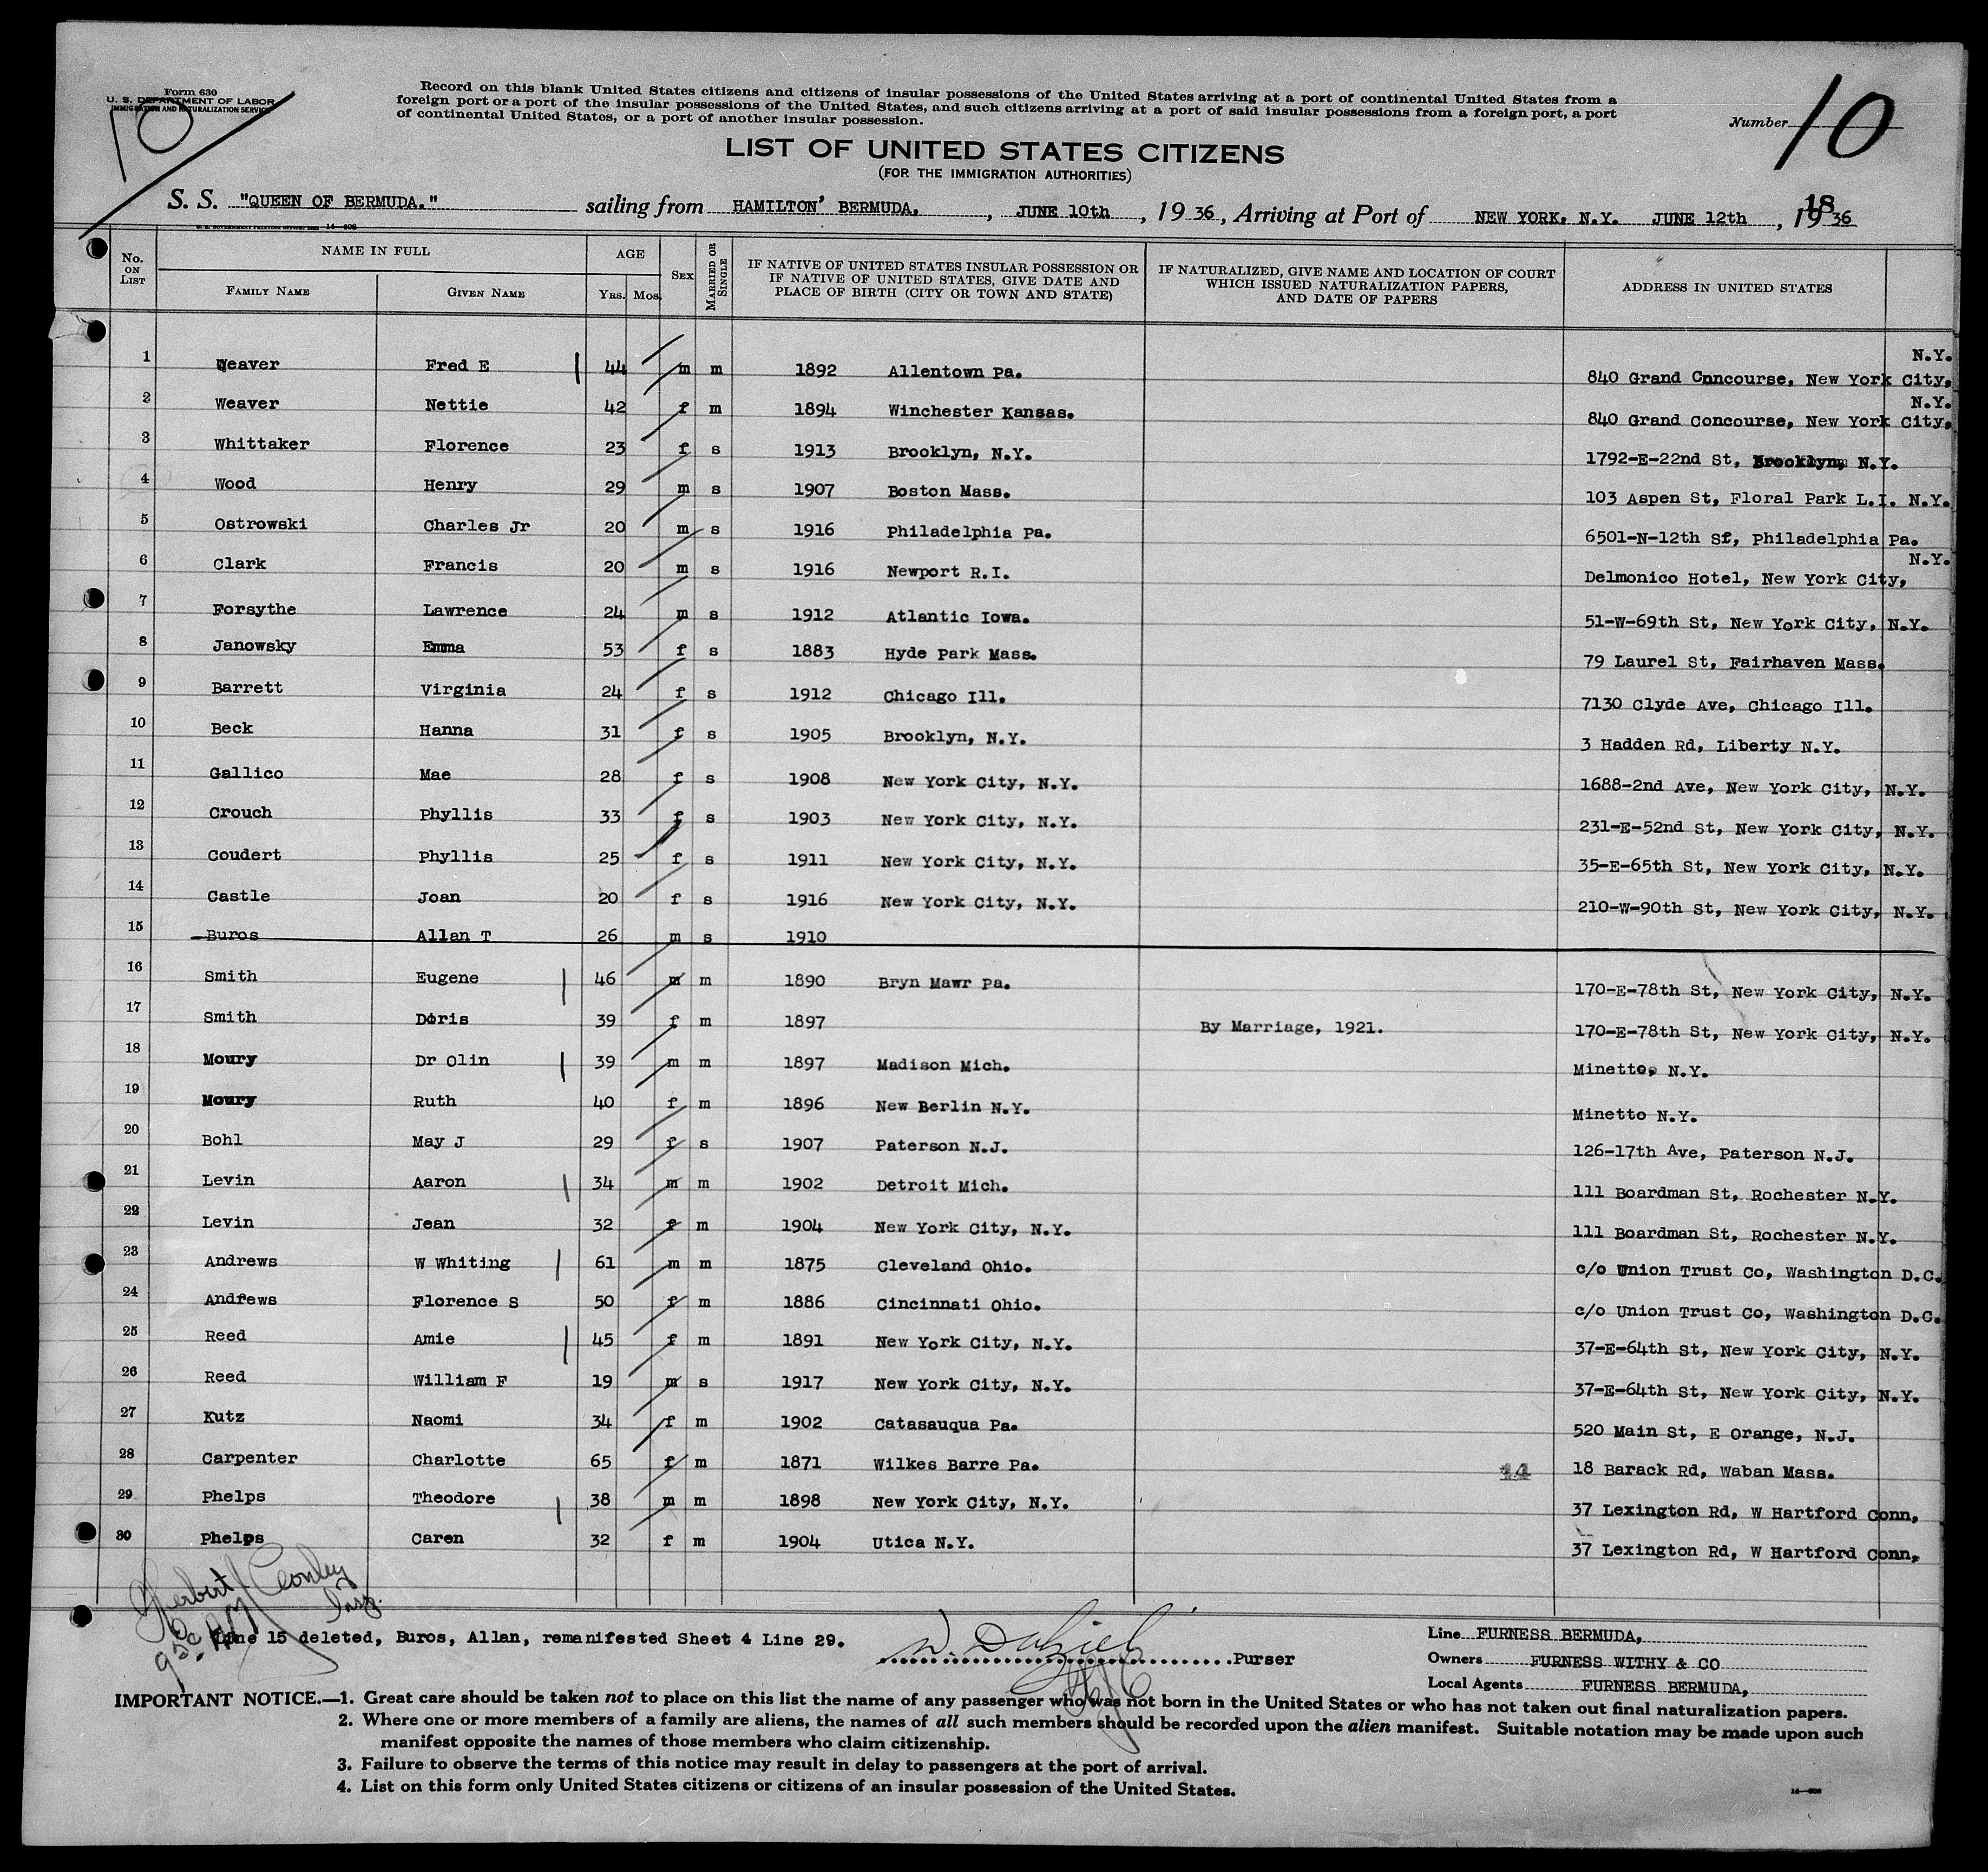 Form 630
U. S. DEPARTMENT OF LABOR
IMMIGRATION AND NATURALIZATION SERVICE
10
Record on this blank United States citizens and citizens of insular possessions of the United States arriving at a port of continental United States from a
foreign port or a port of the insular possessions of the United States, and such citizens arriving at a port of said insular possessions from a foreign port, a port
of continental United States, or a port of another insular possession.
Number 10
LIST OF UNITED STATES CITIZENS
(FOR THE IMMIGRATION AUTHORITIES)
S. S. "QUEEN OF BERMUDA." sailing from HAMILTON' BERMUDA, , JUNE 10th , 19 36 , Arriving at Port of NEW YORK, N.Y. JUNE 12th , 19 36
18
14—608
No. ON LIST NAME IN FULL AGE SEX MARRIED OR SINGLE IF NATIVE OF UNITED STATES INSULAR POSSESSION OR IF NATIVE OF UNITED STATES, GIVE DATE AND PLACE OF BIRTH (CITY OR TOWN AND STATE) IF NATURALIZED, GIVE NAME AND LOCATION OF COURT WHICH ISSUED NATURALIZATION PAPERS, AND DATE OF PAPERS ADDRESS IN UNITED STATES
FAMILY NAME GIVEN NAME YRS. MOS.
1 Weaver Fred E 44 m m 1892 Allentown Pa. 840 Grand Cnncourse, New York City, N.Y.
2 Weaver Nettie 42 f m 1894 Winchester Kansas. 840 Grand Concourse, New York City, N.Y.
3 Whittaker Florence 23 f s 1913 Brooklyn, N.Y. 1792-E-22nd St, Brooklyn, N.Y.
4 Wood Henry 29 m s 1907 Boston Mass. 103 Aspen St, Floral Park L.I. N.Y.
5 Ostrowski Charles Jr 20 m s 1916 Philadelphia Pa. 6501-N-12th St, Philadelphia Pa.
6 Clark Francis 20 m s 1916 Newport R.I. Delmonico Hotel, New York City, N.Y.
7 Forsythe Lawrence 24 m s 1912 Atlantic Iowa. 51-W-69th St, New York City, N.Y.
8 Janowsky Emma 53 f s 1883 Hyde Park Mass. 79 Laurel St, Fairhaven Mass.
9 Barrett Virginia 24 f s 1912 Chicago Ill. 7130 Clyde Ave, Chicago Ill.
10 Beck Hanna 31 f s 1905 Brooklyn, N.Y. 3 Hadden Rd, Liberty N.Y.
11 Gallico Mae 28 f s 1908 New York City, N.Y. 1688-2nd Ave, New York City, N.Y.
12 Crouch Phyllis 33 f s 1903 New York City, N.Y. 231-E-52nd St, New York City, N.Y.
13 Coudert Phyllis 25 f s 1911 New York City, N.Y. 35-E-65th St, New York City, N.Y.
14 Castle Joan 20 f s 1916 New York City, N.Y. 210-W-90th St, New York City, N.Y.
15 Buros Allan T 26 m s 1910
16 Smith Eugene 46 m m 1890 Bryn Mawr Pa. 170-E-78th St, New York City, N.Y.
17 Smith Doris 39 f m 1897 By Marriage, 1921. 170-E-78th St, New York City, N.Y.
18 Moury Dr Olin 39 m m 1897 Madison Mich. Minetto, N.Y.
19 Moury Ruth 40 f m 1896 New Berlin N.Y. Minetto N.Y.
20 Bohl May J 29 f s 1907 Paterson N.J. 126-17th Ave, Paterson N.J.
21 Levin Aaron 34 m m 1902 Detroit Mich. 111 Boardman St, Rochester N.Y.
22 Levin Jean 32 f m 1904 New York City, N.Y. 111 Boardman St, Rochester N.Y.
23 Andrews W Whiting 61 m m 1875 Cleveland Ohio. c/o Union Trust Co, Washington D.C.
24 Andrews Florence S 50 f m 1886 Cincinnati Ohio. c/o Union Trust Co, Washington D.C.
25 Reed Amie 45 f m 1891 New York City, N.Y. 37-E-64th St, New York City, N.Y.
26 Reed William F 19 m s 1917 New York City, N.Y. 37-E-64th St, New York City, N.Y.
27 Kutz Naomi 34 f m 1902 Catasauqua Pa. 520 Main St, E Orange, N.J.
28 Carpenter Charlotte 65 f m 1871 Wilkes Barre Pa. 14 18 Barack Rd, Waban Mass.
29 Phelps Theodore 38 m m 1898 New York City, N.Y. 37 Lexington Rd, W Hartford Conn,
30 Phelps Caren 32 f m 1904 Utica N.Y. 37 Lexington Rd, W Hartford Conn,
Herbert Insp.
Line 15 deleted, Buros, Allan, remanifested Sheet 4 Line 29.
W. Dalziel Purser
Line FURNESS BERMUDA,
Owners FURNESS WITHY & CO
Local Agents FURNESS BERMUDA,
IMPORTANT NOTICE.—1. Great care should be taken not to place on this list the name of any passenger who was not born in the United States or who has not taken out final naturalization papers.
2. Where one or more members of a family are aliens, the names of all such members should be recorded upon the alien manifest. Suitable notation may be made upon such
manifest opposite the names of those members who claim citizenship.
3. Failure to observe the terms of this notice may result in delay to passengers at the port of arrival.
4. List on this form only United States citizens or citizens of an insular possession of the United States.
14—608